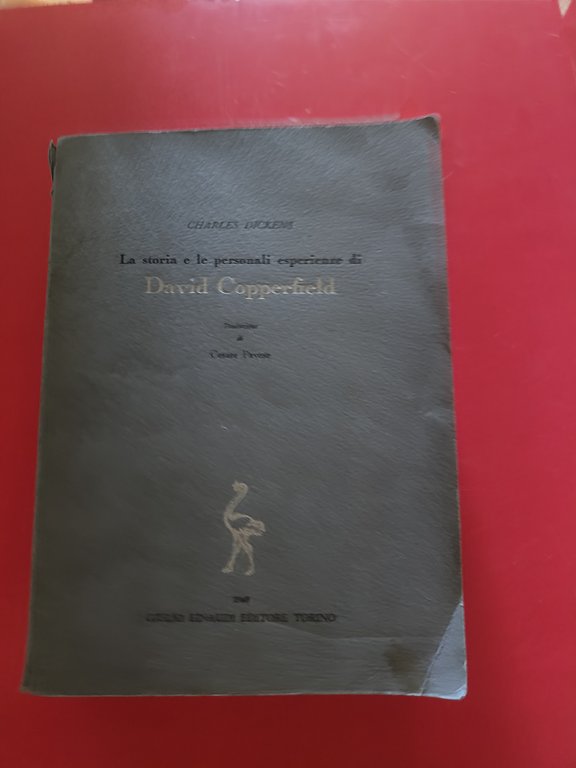 CHARLES DICKENS
La storia e le personali esperienze di
David Copperfield
Traduzione
di
Cesare Pavese
GIULIO EINAUDI EDITORE TORINO